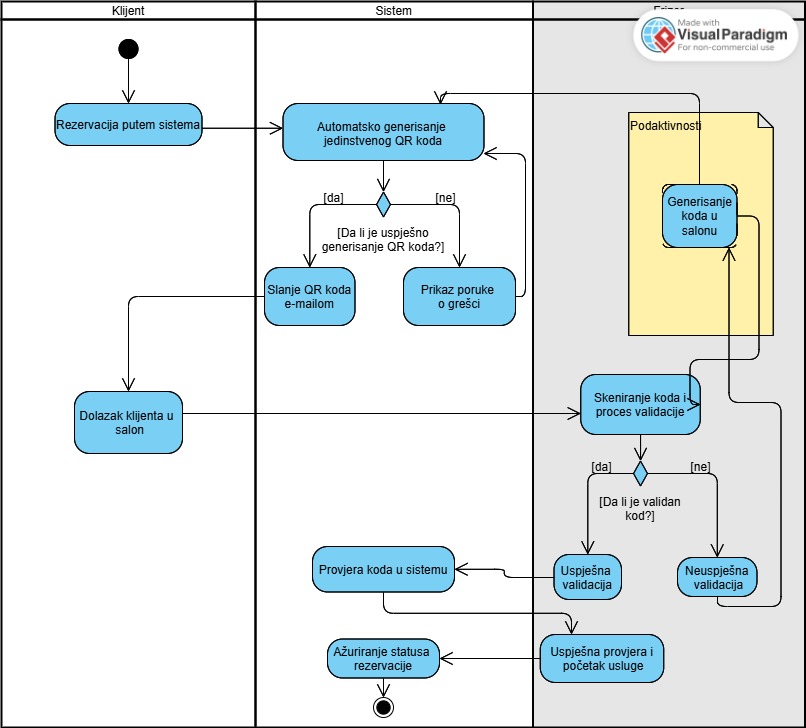 Klijent
Sistem
Frizer
Made with
VisualParadigm
For non-commercial use
Rezervacija putem sistema
Automatsko generisanje
jedinstvenog QR koda
Podaktivnosti
[da]
[ne]
Generisanje
koda u
salonu
[Da li je uspješno
generisanje QR koda?]
Slanje QR koda
e-mailom
Prikaz poruke
o grešci
Dolazak klijenta u
salon
Skeniranje koda i
proces validacije
[da]
[ne]
[Da li je validan
kod?]
Provjera koda u sistemu
Uspješna
validacija
Neuspješna
validacija
Ažuriranje statusa
rezervacije
Uspješna provjera i
početak usluge